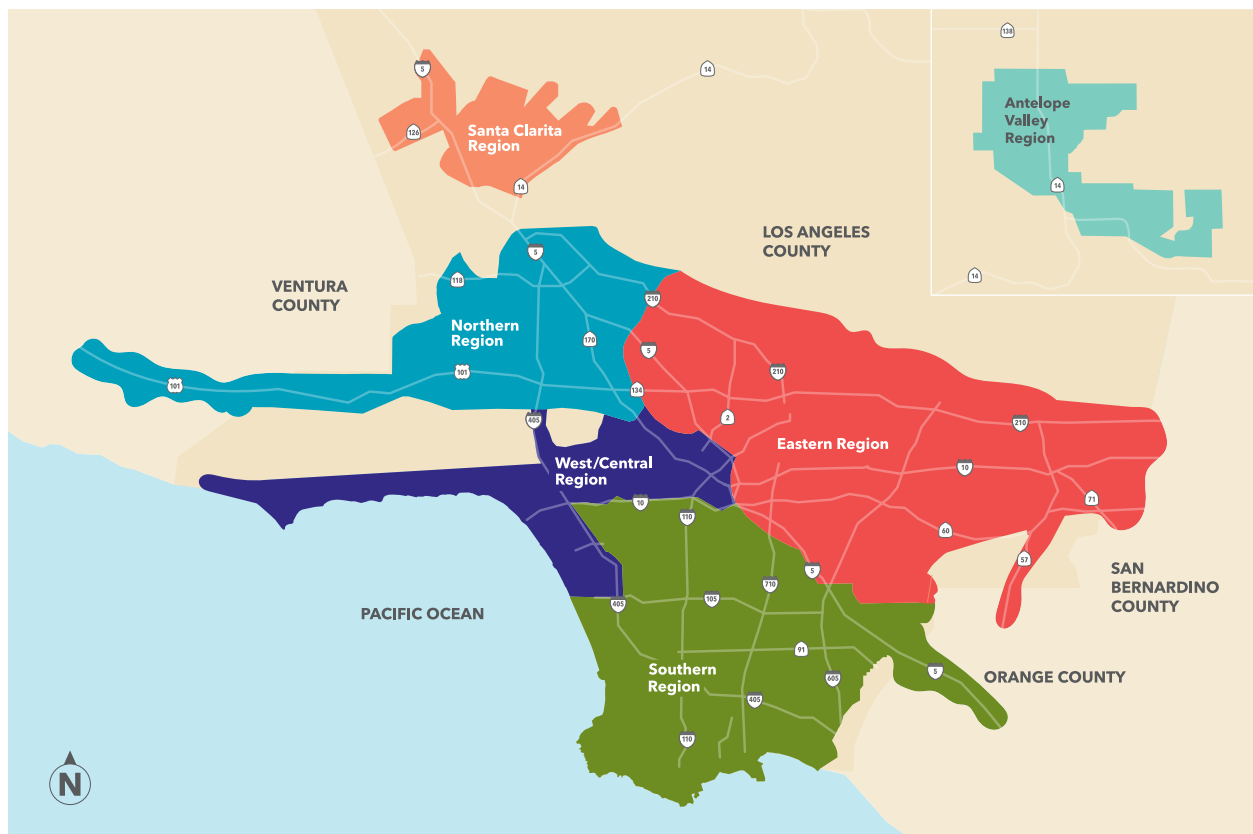 138
5
14
Antelope
Valley
Region
126
Santa Clarita
Region
14
14
LOS ANGELES
COUNTY
5
118
14
VENTURA
COUNTY
210
Northern
Region
170
5
101
210
101
134
2
405
210
Eastern Region
West/Central
Region
10
71
10
110
60
57
5
SAN
BERNARDINO
COUNTY
710
405
105
PACIFIC OCEAN
91
Southern
Region
605
5
ORANGE COUNTY
405
110
N